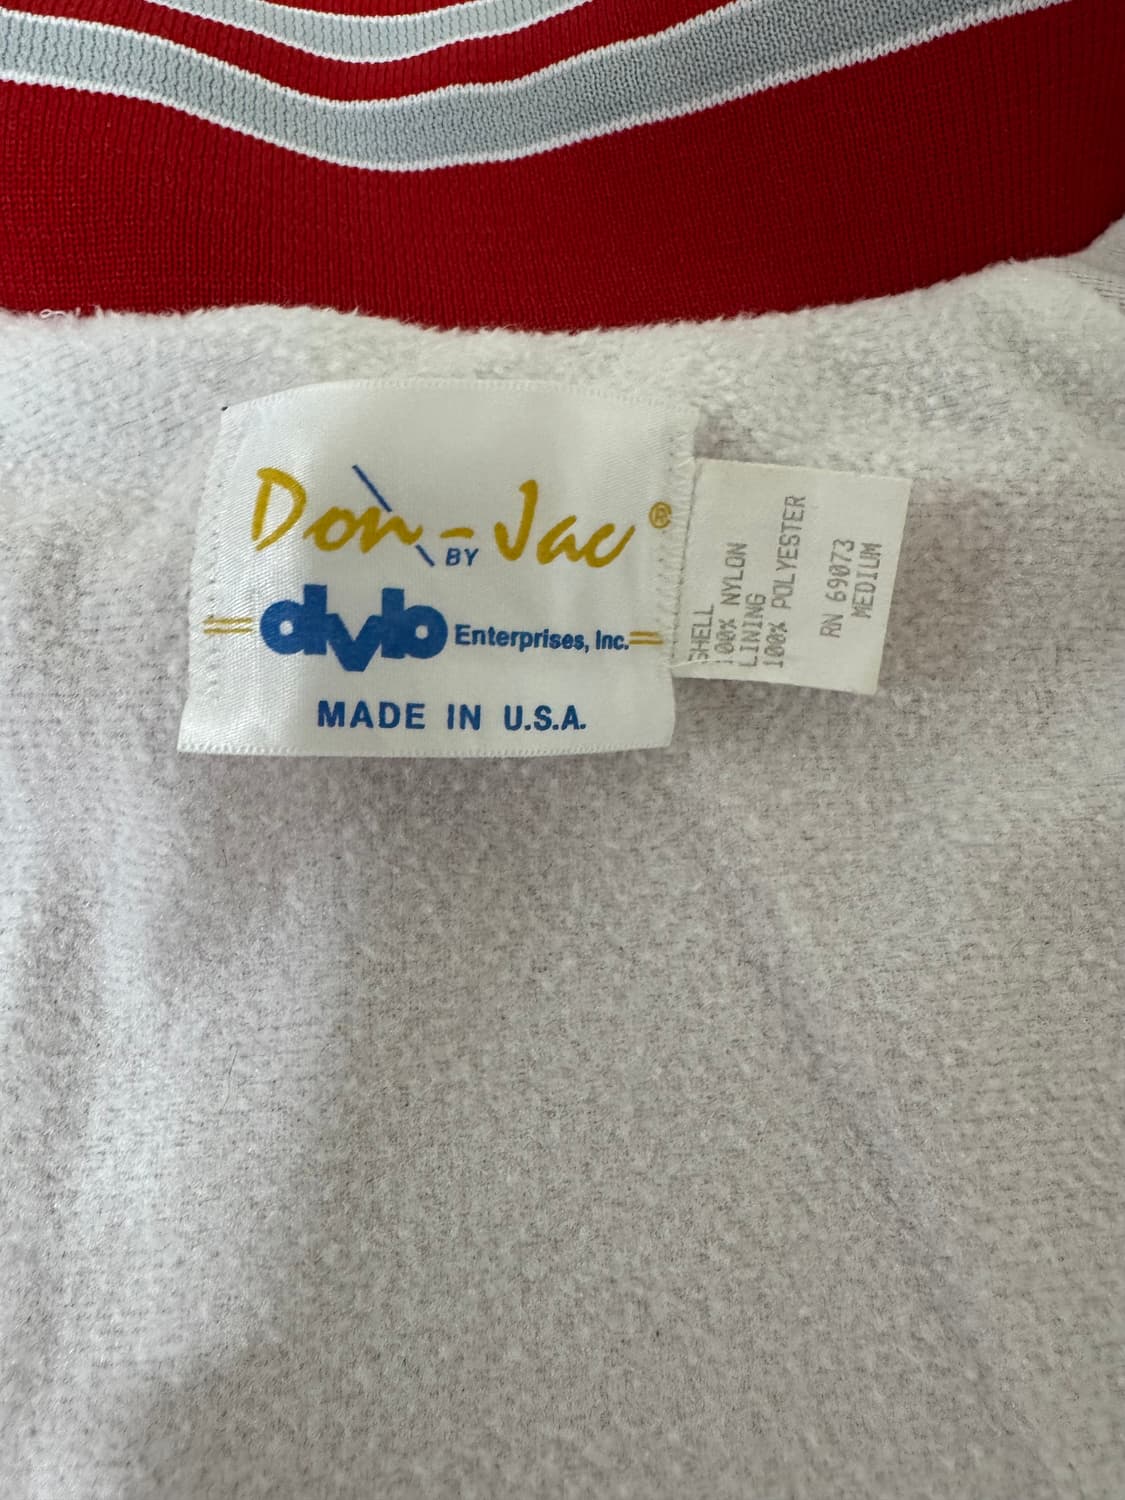 Don-Jac ®
BY
dvb Enterprises, Inc.
MADE IN U.S.A.
SHELL
100% NYLON
LINING
100% POLYESTER
RN 69073
MEDIUM